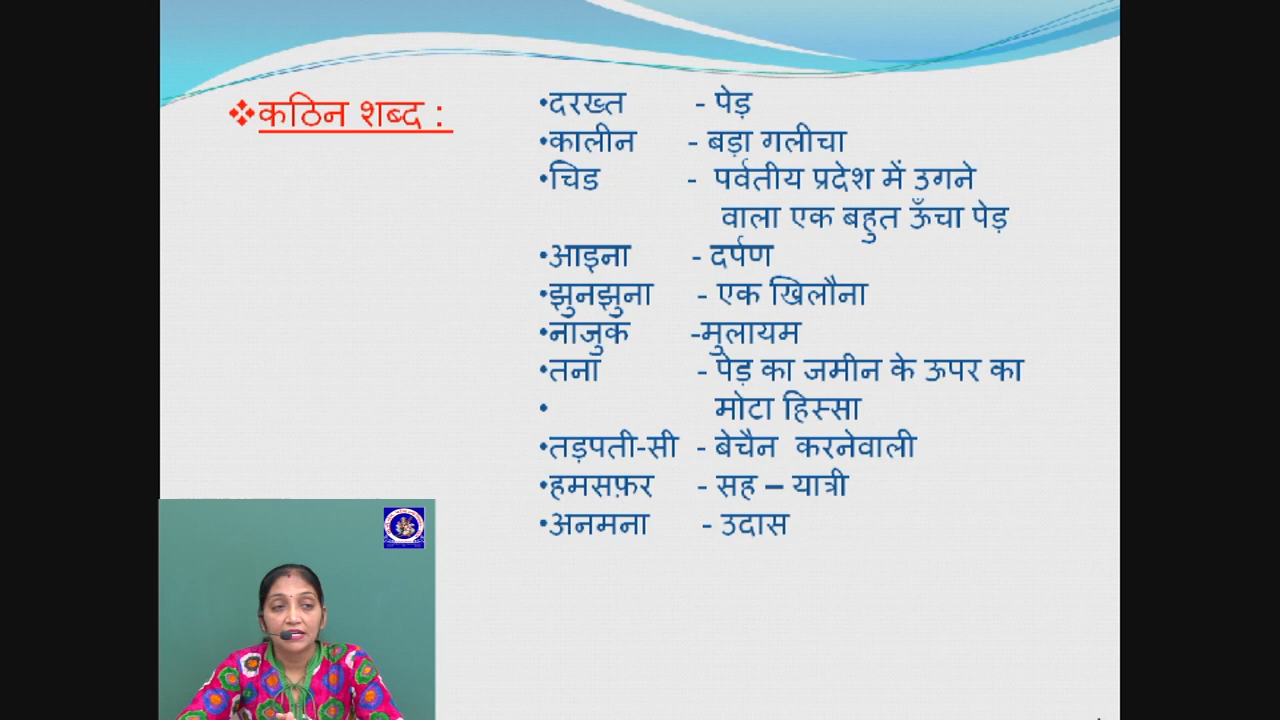 ❖कठिन शब्द :
•दरख्त - पेड़
•कालीन - बड़ा गलीचा
•चिड - पर्वतीय प्रदेश में उगने
वाला एक बहुत ऊँचा पेड़
•आइना - दर्पण
•झुनझुना - एक खिलौना
•नाजुक -मुलायम
•तना - पेड़ का जमीन के ऊपर का
• मोटा हिस्सा
•तड़पती-सी - बेचैन करनेवाली
•हमसफ़र - सह – यात्री
•अनमना - उदास